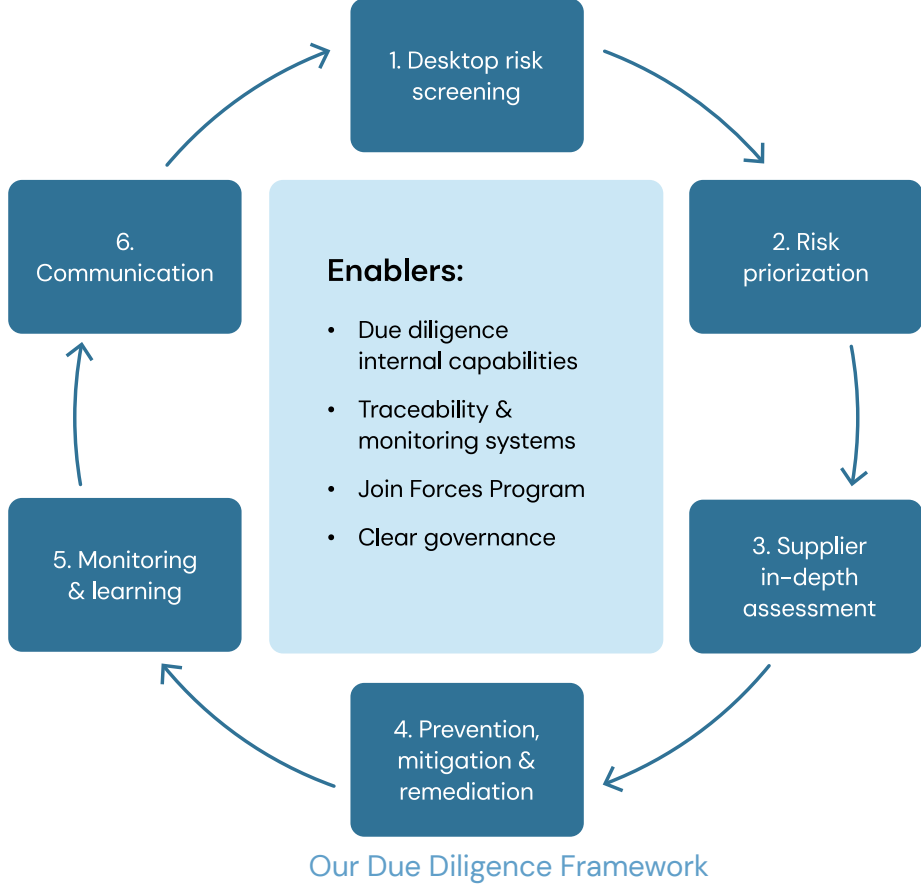 1. Desktop risk
screening
2. Risk
priorization
3. Supplier
in-depth
assessment
4. Prevention,
mitigation &
remediation
5. Monitoring
& learning
6.
Communication
Enablers:
• Due diligence
internal capabilities
• Traceability &
monitoring systems
• Join Forces Program
• Clear governance
Our Due Diligence Framework